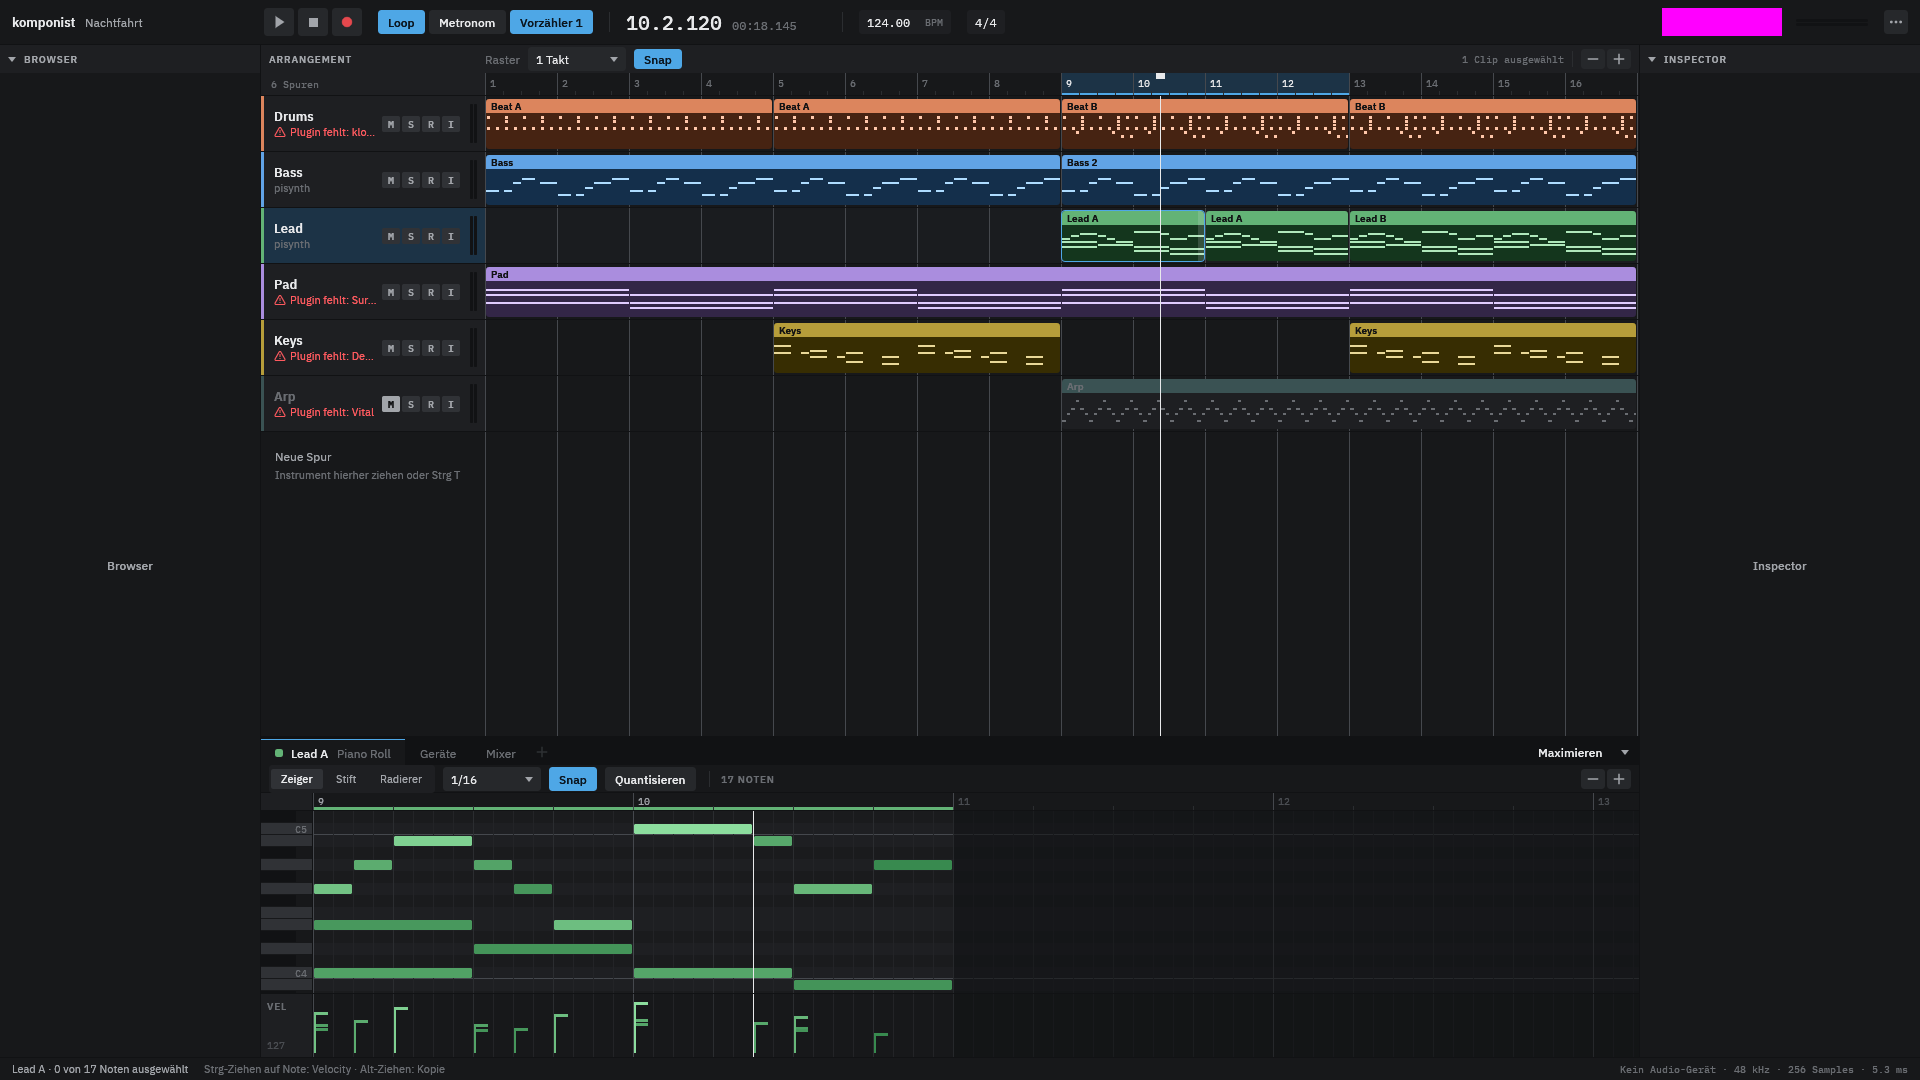 komponist Nachtfahrt Loop Metronom Vorzähler 1 10.2.120 00:18.145 124.00 BPM 4/4
BROWSER
ARRANGEMENT Raster 1 Takt Snap 1 Clip ausgewählt
INSPECTOR
6 Spuren 1 2 3 4 5 6 7 8 9 10 11 12 13 14 15 16
Drums
Plugin fehlt: klo...
M S R I
Beat A Beat A Beat B Beat B
Bass
pisynth
M S R I
Bass Bass 2
Lead
pisynth
M S R I
Lead A Lead A Lead B
Pad
Plugin fehlt: Sur...
M S R I
Pad
Keys
Plugin fehlt: De...
M S R I
Keys Keys
Arp
Plugin fehlt: Vital
M S R I
Arp
Neue Spur
Instrument hierher ziehen oder Strg T
Browser
Inspector
Lead A Piano Roll Geräte Mixer Maximieren
Zeiger Stift Radierer 1/16 Snap Quantisieren 17 NOTEN
9 10 11 12 13
C5
C4
VEL
127
Lead A · 0 von 17 Noten ausgewählt Strg-Ziehen auf Note: Velocity · Alt-Ziehen: Kopie Kein Audio-Gerät · 48 kHz · 256 Samples · 5.3 ms